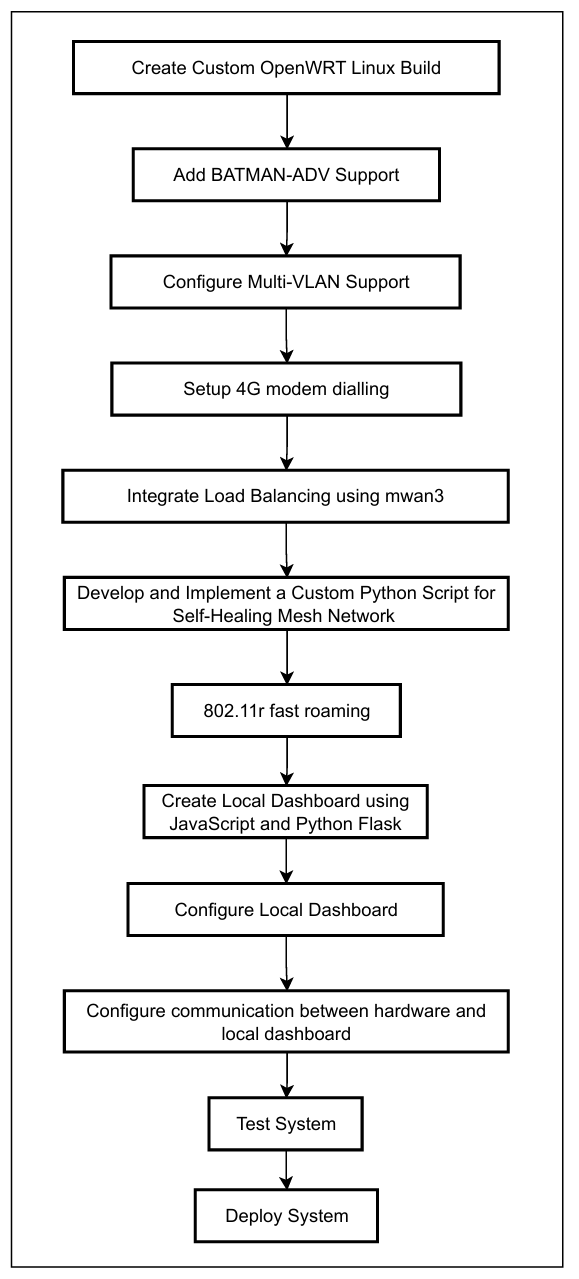 Create Custom OpenWRT Linux Build
Add BATMAN-ADV Support
Configure Multi-VLAN Support
Setup 4G modem dialling
Integrate Load Balancing using mwan3
Develop and Implement a Custom Python Script for
Self-Healing Mesh Network
802.11r fast roaming
Create Local Dashboard using
JavaScript and Python Flask
Configure Local Dashboard
Configure communication between hardware and
local dashboard
Test System
Deploy System